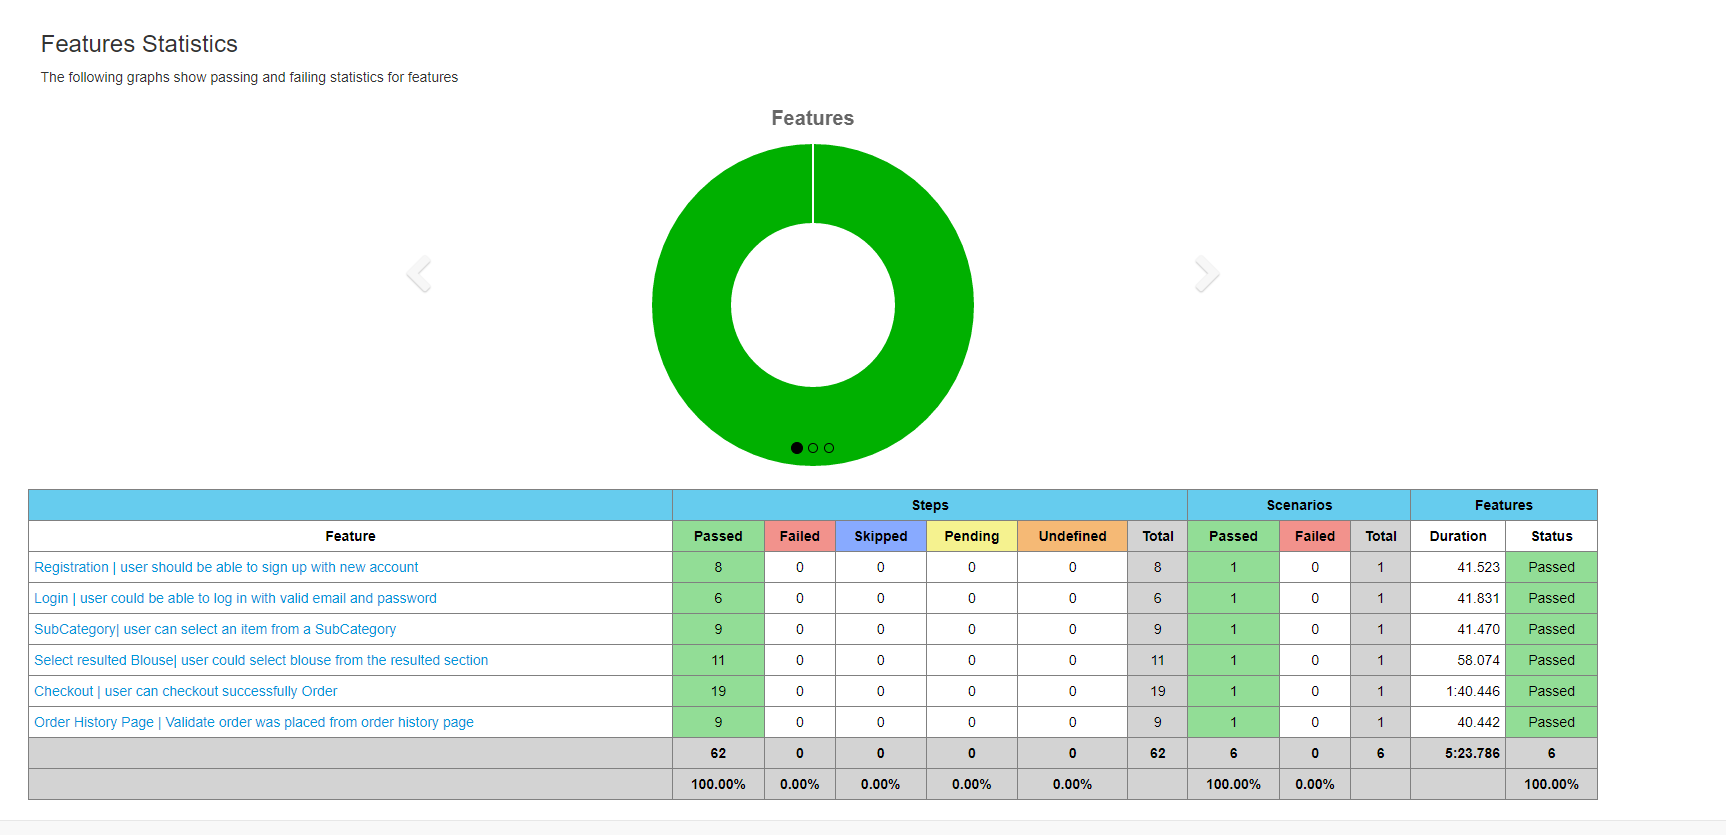 Features Statistics
The following graphs show passing and failing statistics for features
Features
Steps Scenarios Features
Feature Passed Failed Skipped Pending Undefined Total Passed Failed Total Duration Status
Registration | user should be able to sign up with new account 8 0 0 0 0 8 1 0 1 41.523 Passed
Login | user could be able to log in with valid email and password 6 0 0 0 0 6 1 0 1 41.831 Passed
SubCategory| user can select an item from a SubCategory 9 0 0 0 0 9 1 0 1 41.470 Passed
Select resulted Blouse| user could select blouse from the resulted section 11 0 0 0 0 11 1 0 1 58.074 Passed
Checkout | user can checkout successfully Order 19 0 0 0 0 19 1 0 1 1:40.446 Passed
Order History Page | Validate order was placed from order history page 9 0 0 0 0 9 1 0 1 40.442 Passed
62 0 0 0 0 62 6 0 6 5:23.786 6
100.00% 0.00% 0.00% 0.00% 0.00% 100.00% 0.00% 100.00%